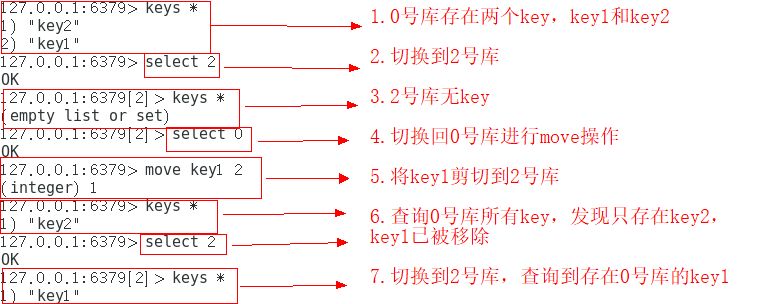 127.0.0.1:6379> keys *
1) "key2"
2) "key1"
127.0.0.1:6379> select 2
OK
127.0.0.1:6379[2]> keys *
(empty list or set)
127.0.0.1:6379[2]> select 0
OK
127.0.0.1:6379> move key1 2
(integer) 1
127.0.0.1:6379> keys *
1) "key2"
127.0.0.1:6379> select 2
OK
127.0.0.1:6379[2]> keys *
1) "key1"
1.0号库存在两个key，key1和key2
2.切换到2号库
3.2号库无key
4.切换回0号库进行move操作
5.将key1剪切到2号库
6.查询0号库所有key，发现只存在key2，
key1已被移除
7.切换到2号库，查询到存在0号库的key1